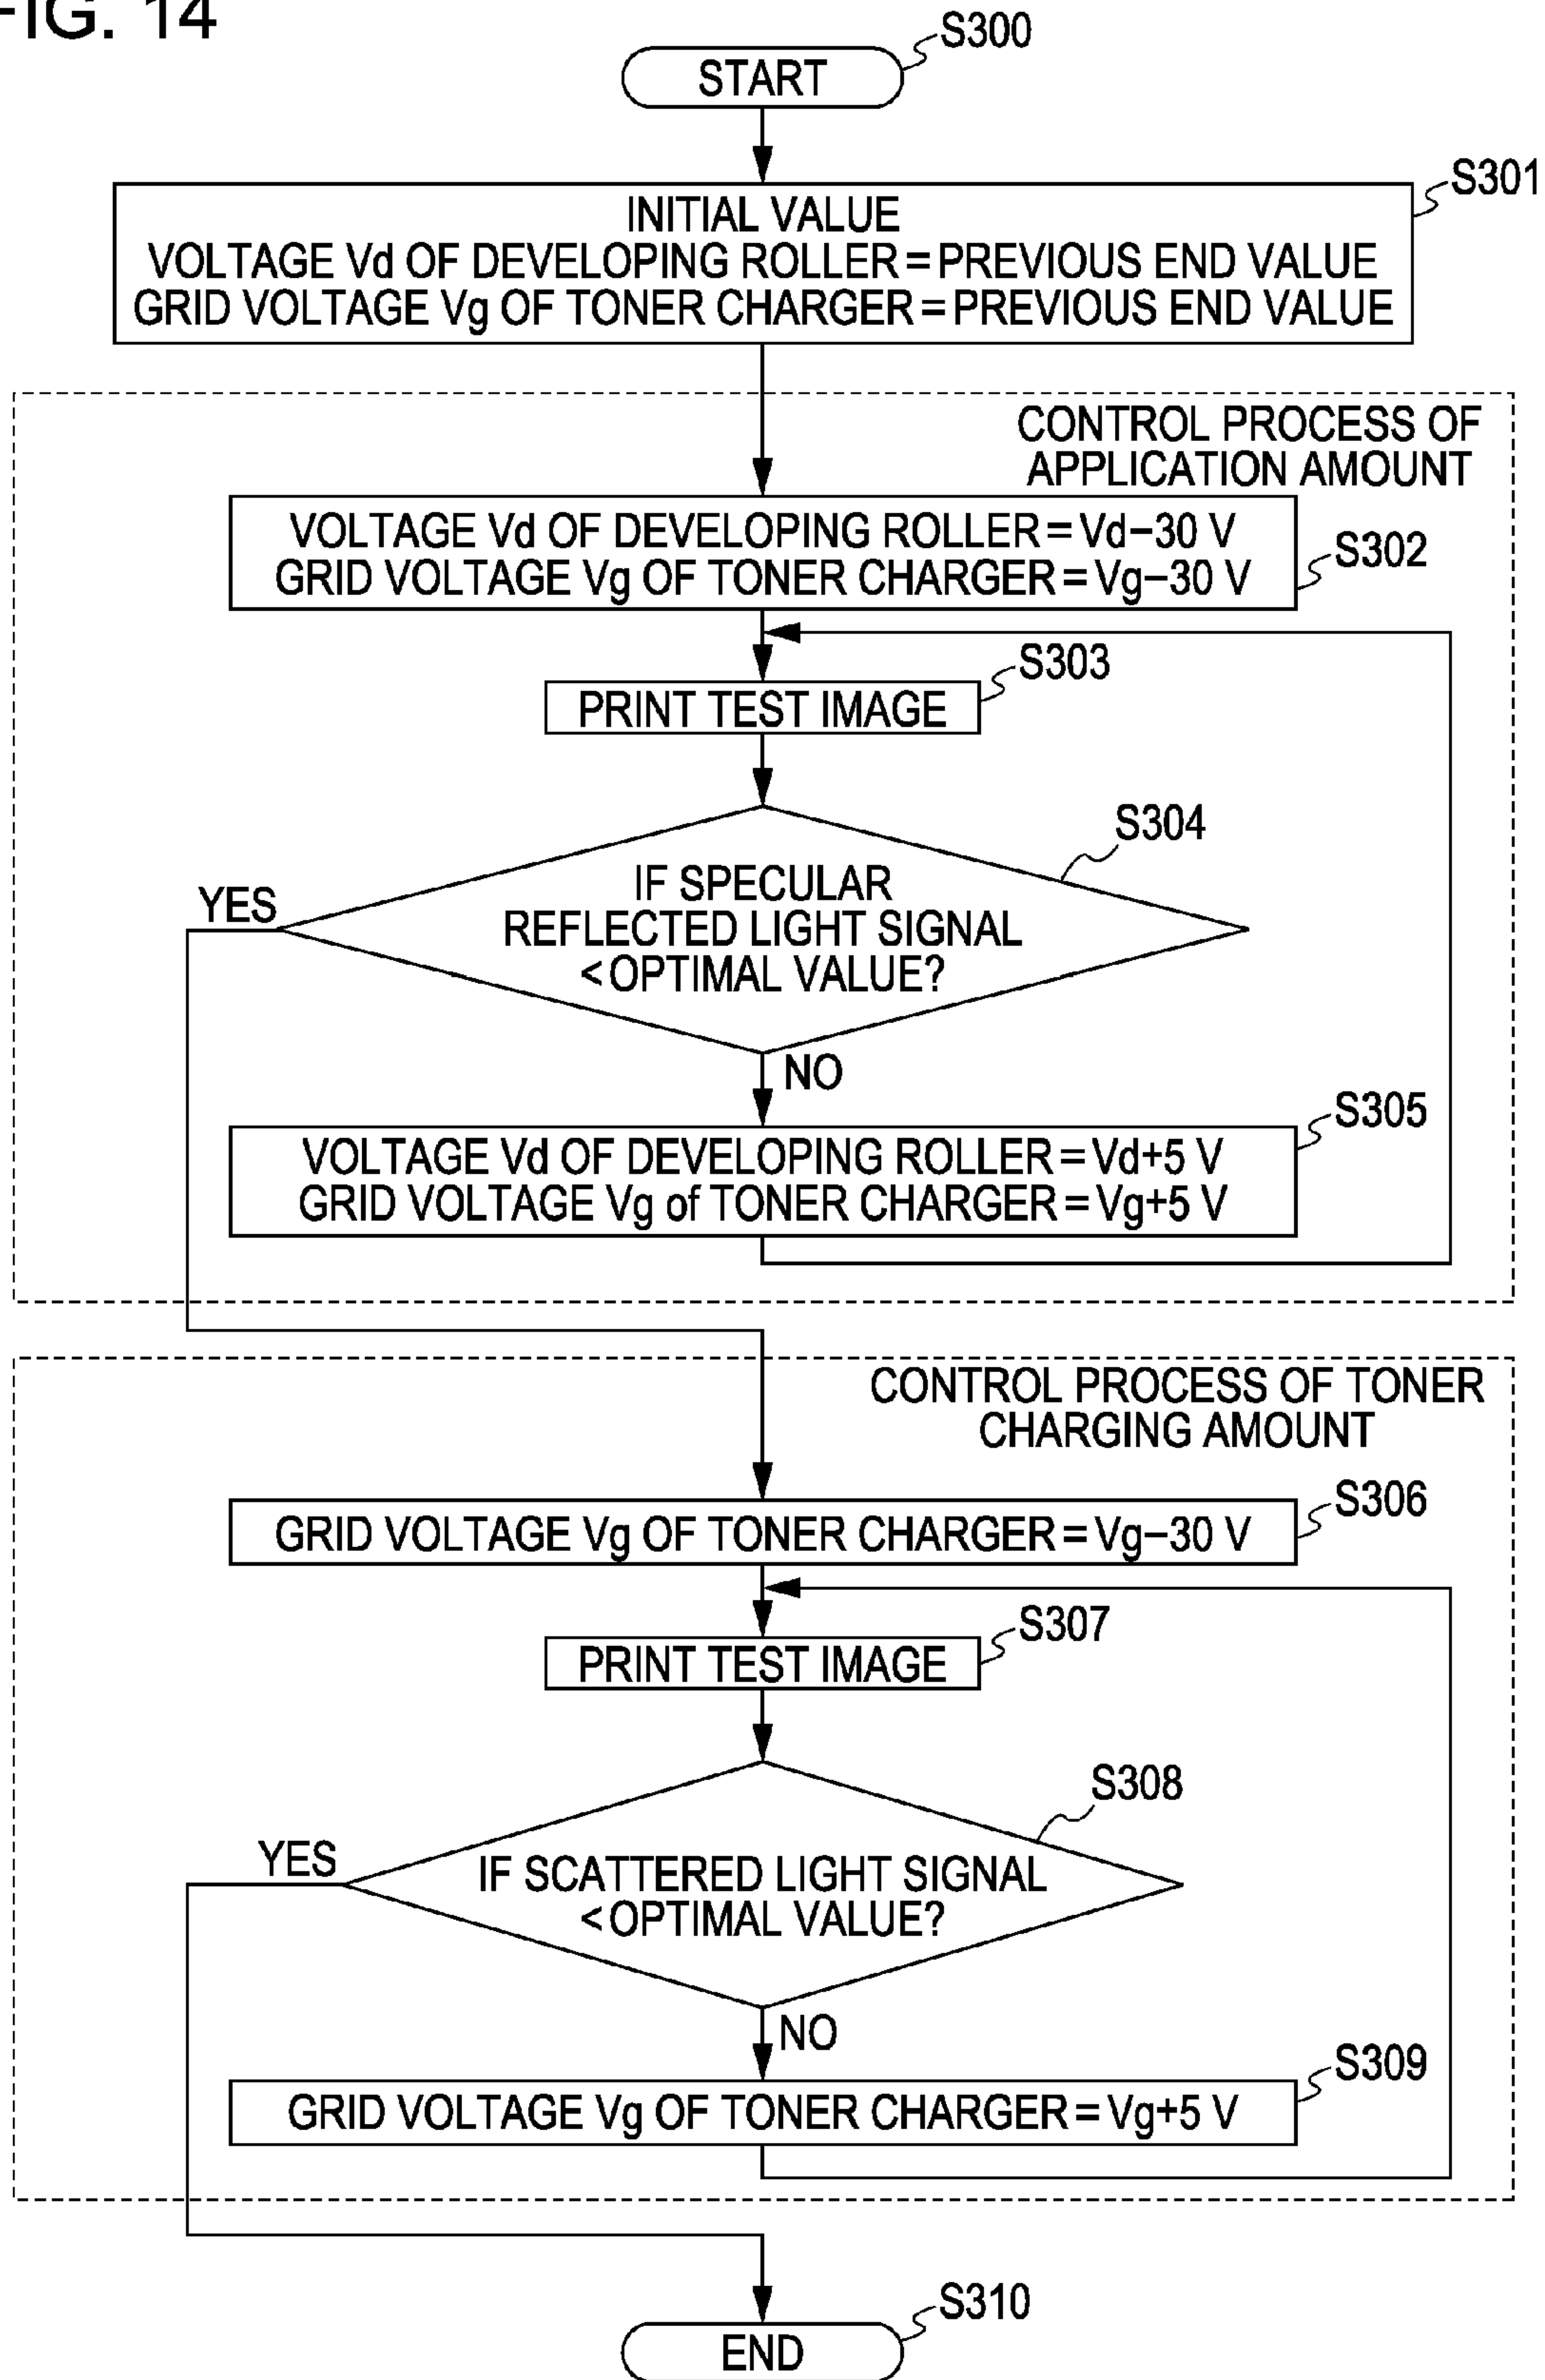 FIG. 14
START
S300
INITIAL VALUE
VOLTAGE Vd OF DEVELOPING ROLLER = PREVIOUS END VALUE
GRID VOLTAGE Vg OF TONER CHARGER = PREVIOUS END VALUE
S301
CONTROL PROCESS OF
APPLICATION AMOUNT
VOLTAGE Vd OF DEVELOPING ROLLER = Vd−30 V
GRID VOLTAGE Vg OF TONER CHARGER = Vg−30 V
S302
PRINT TEST IMAGE
S303
IF SPECULAR
REFLECTED LIGHT SIGNAL
< OPTIMAL VALUE?
S304
YES
NO
VOLTAGE Vd OF DEVELOPING ROLLER = Vd+5 V
GRID VOLTAGE Vg of TONER CHARGER = Vg+5 V
S305
CONTROL PROCESS OF TONER
CHARGING AMOUNT
GRID VOLTAGE Vg OF TONER CHARGER = Vg−30 V
S306
PRINT TEST IMAGE
S307
IF SCATTERED LIGHT SIGNAL
< OPTIMAL VALUE?
S308
YES
NO
GRID VOLTAGE Vg OF TONER CHARGER = Vg+5 V
S309
END
S310